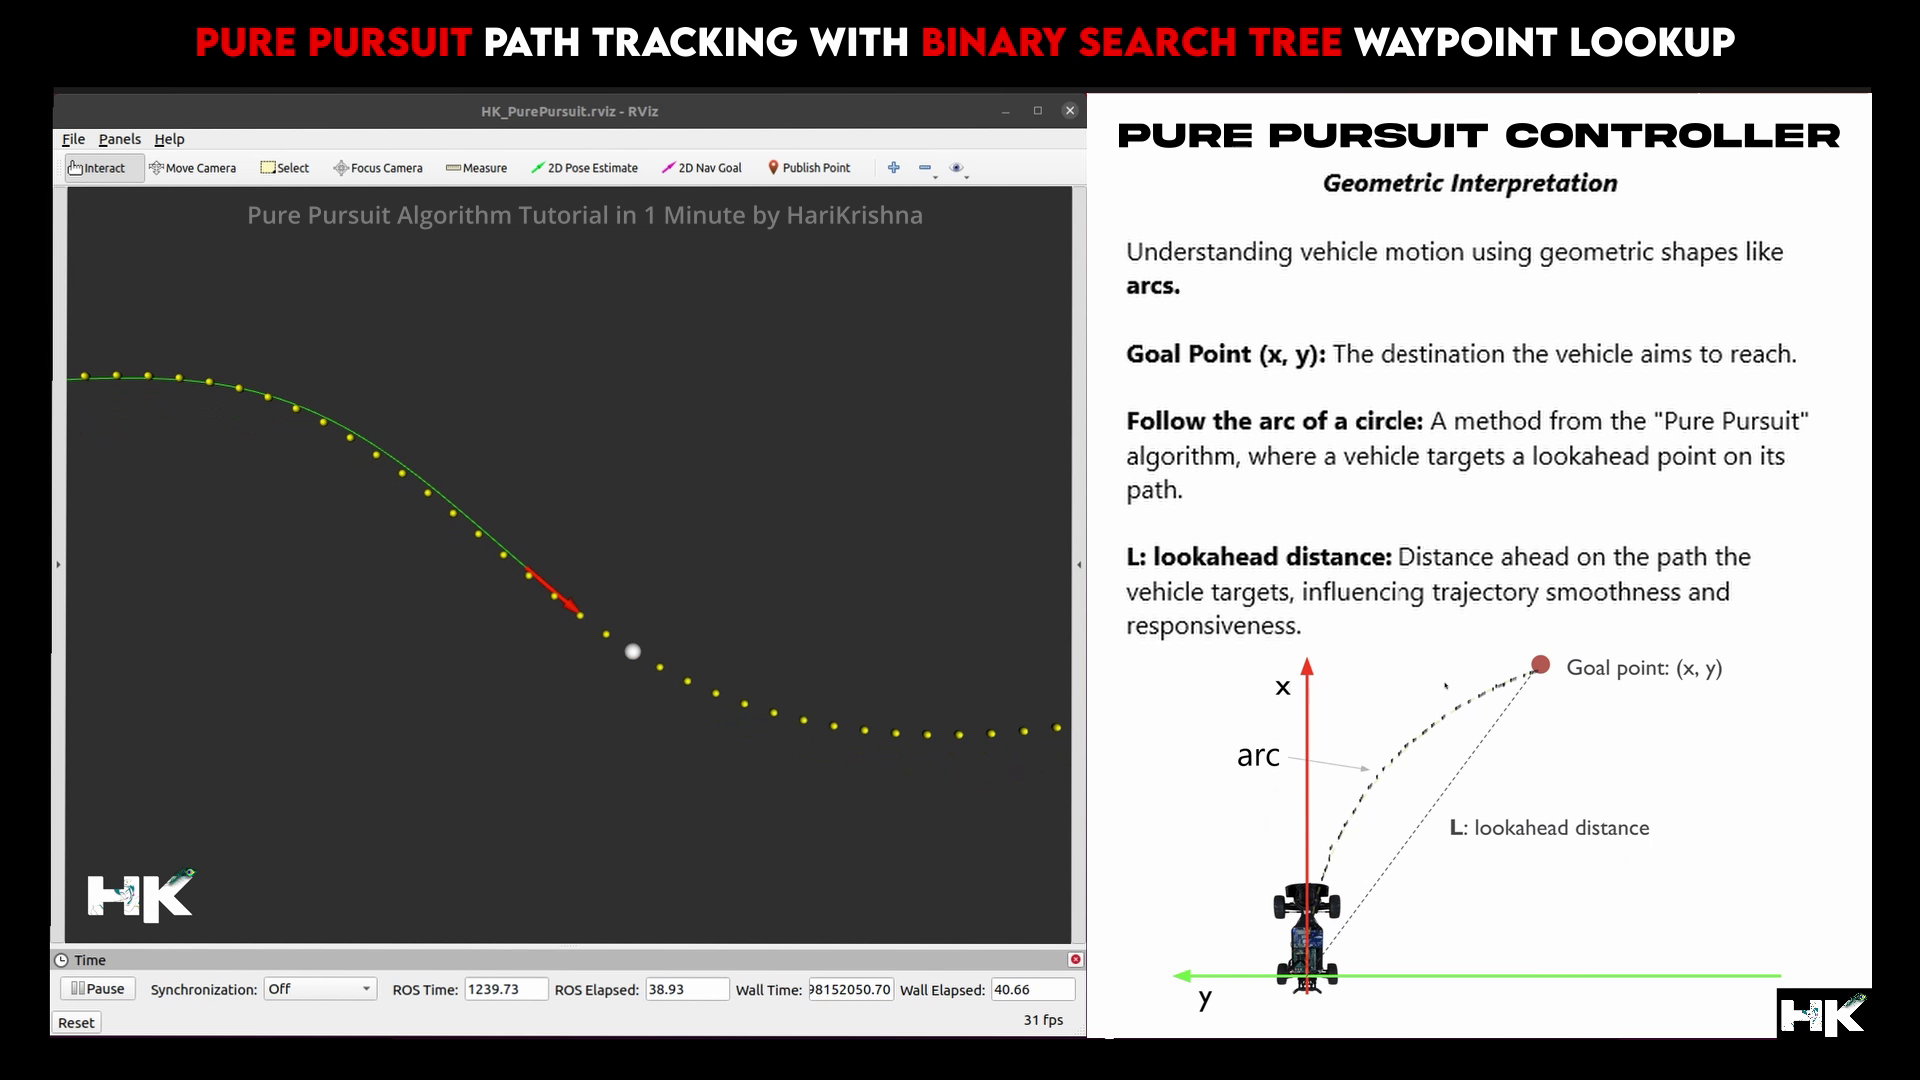 PURE PURSUIT PATH TRACKING WITH BINARY SEARCH TREE WAYPOINT LOOKUP
HK_PurePursuit.rviz - RViz
File Panels Help
Interact Move Camera Select Focus Camera Measure 2D Pose Estimate 2D Nav Goal Publish Point
Pure Pursuit Algorithm Tutorial in 1 Minute by HariKrishna
HK
Time
Pause Synchronization: Off ROS Time: 1239.73 ROS Elapsed: 38.93 Wall Time: 98152050.70 Wall Elapsed: 40.66
Reset
31 fps
PURE PURSUIT CONTROLLER
Geometric Interpretation
Understanding vehicle motion using geometric shapes like
arcs.
Goal Point (x, y): The destination the vehicle aims to reach.
Follow the arc of a circle: A method from the "Pure Pursuit"
algorithm, where a vehicle targets a lookahead point on its
path.
L: lookahead distance: Distance ahead on the path the
vehicle targets, influencing trajectory smoothness and
responsiveness.
Goal point: (x, y)
x
arc
L: lookahead distance
y
HK